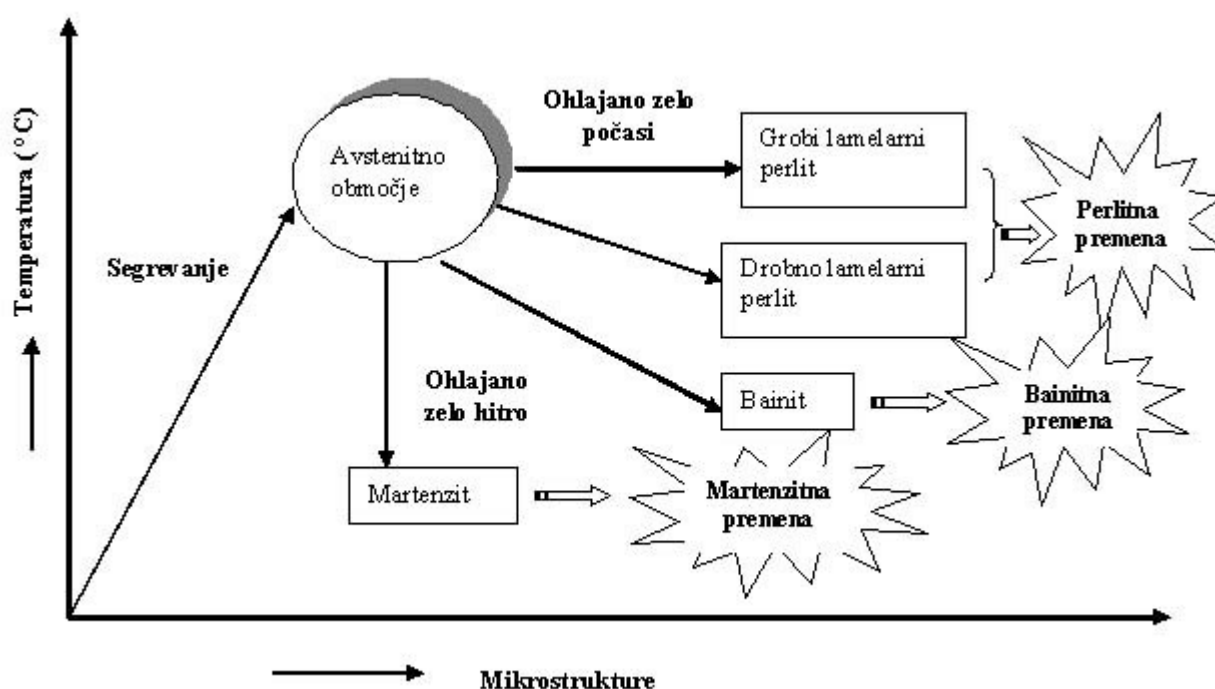 Temperatura ( °C)
Segrevanje
Avstenitno
območje
Ohlajano zelo
počasi
Grobi lamelarni
perlit
Perlitna
premena
Drobno lamelarni
perlit
Ohlajano
zelo hitro
Bainit
Bainitna
premena
Martenzit
Martenzitna
premena
Mikrostrukture